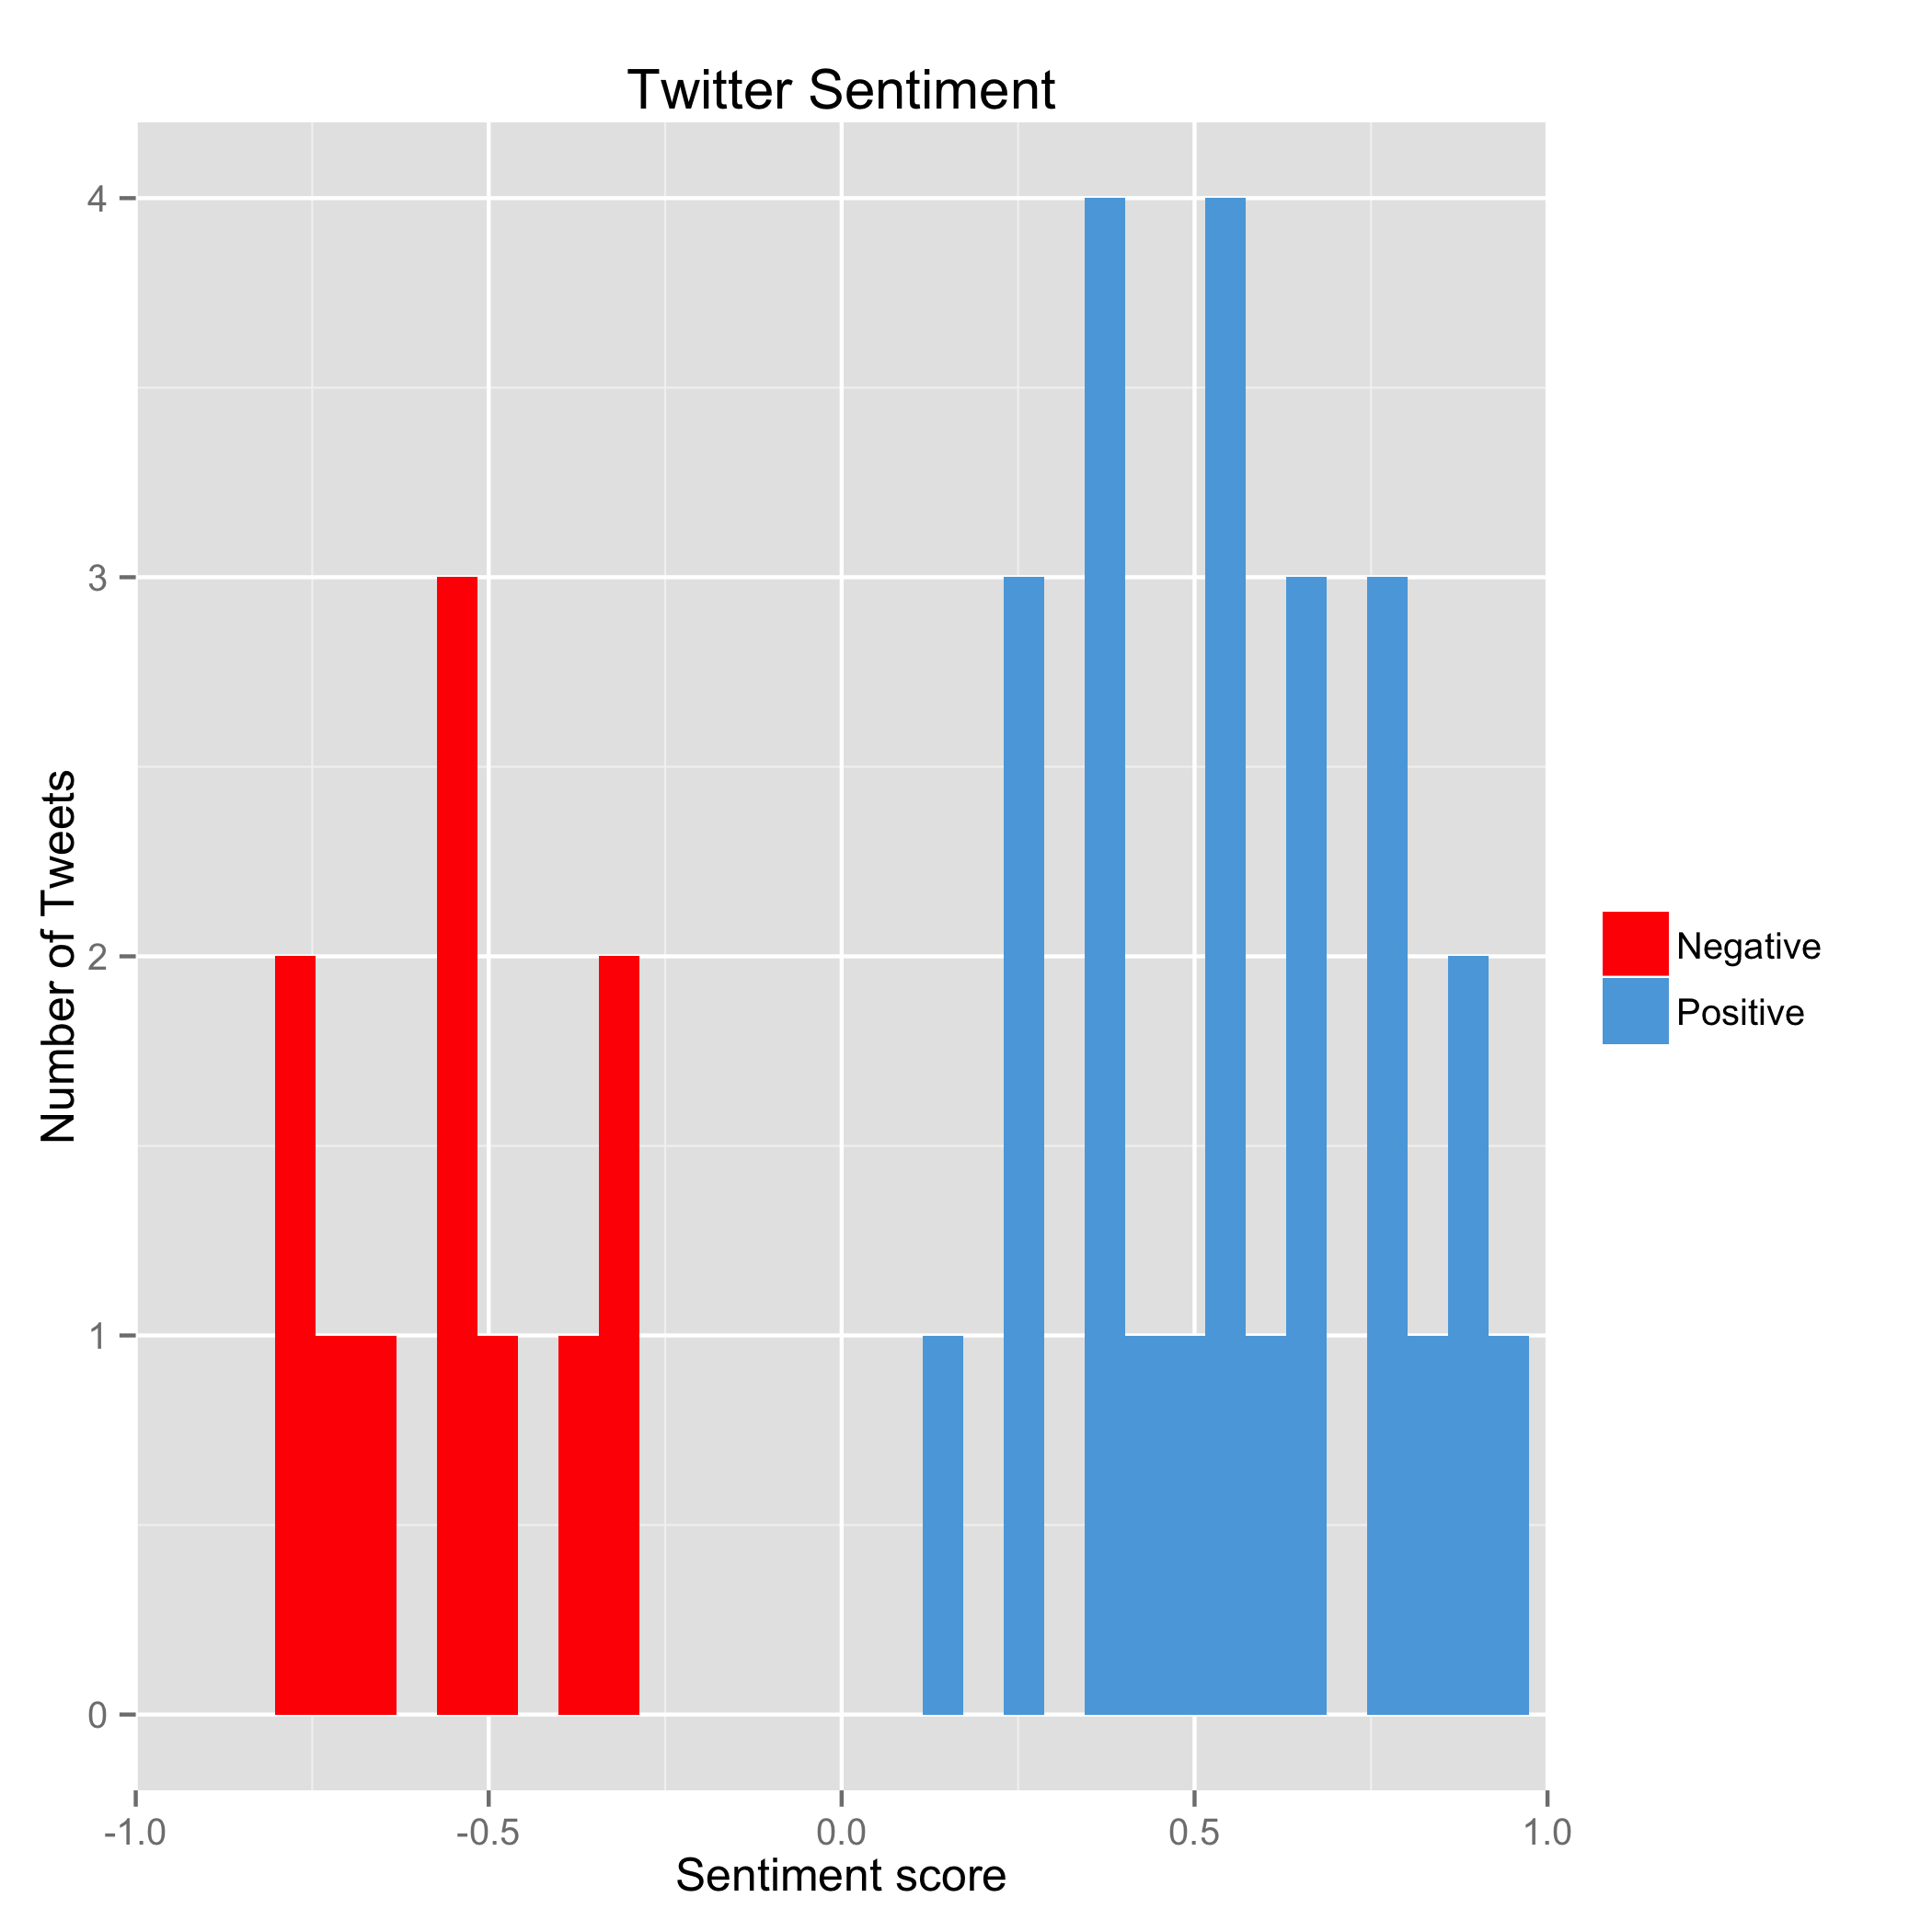 Twitter Sentiment
4
3
2
1
0
Number of Tweets
-1.0
-0.5
0.0
0.5
1.0
Sentiment score
Negative
Positive